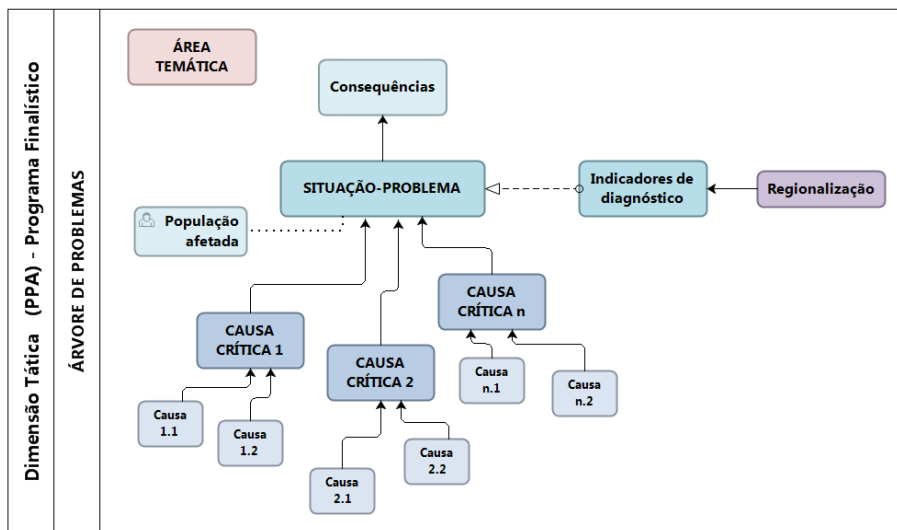 Dimensão Tática (PPA) - Programa Finalístico
ÁRVORE DE PROBLEMAS
ÁREA
TEMÁTICA
Consequências
SITUAÇÃO-PROBLEMA
Indicadores de
diagnóstico
Regionalização
População
afetada
CAUSA
CRÍTICA 1
CAUSA
CRÍTICA 2
CAUSA
CRÍTICA n
Causa
1.1
Causa
1.2
Causa
2.1
Causa
2.2
Causa
n.1
Causa
n.2